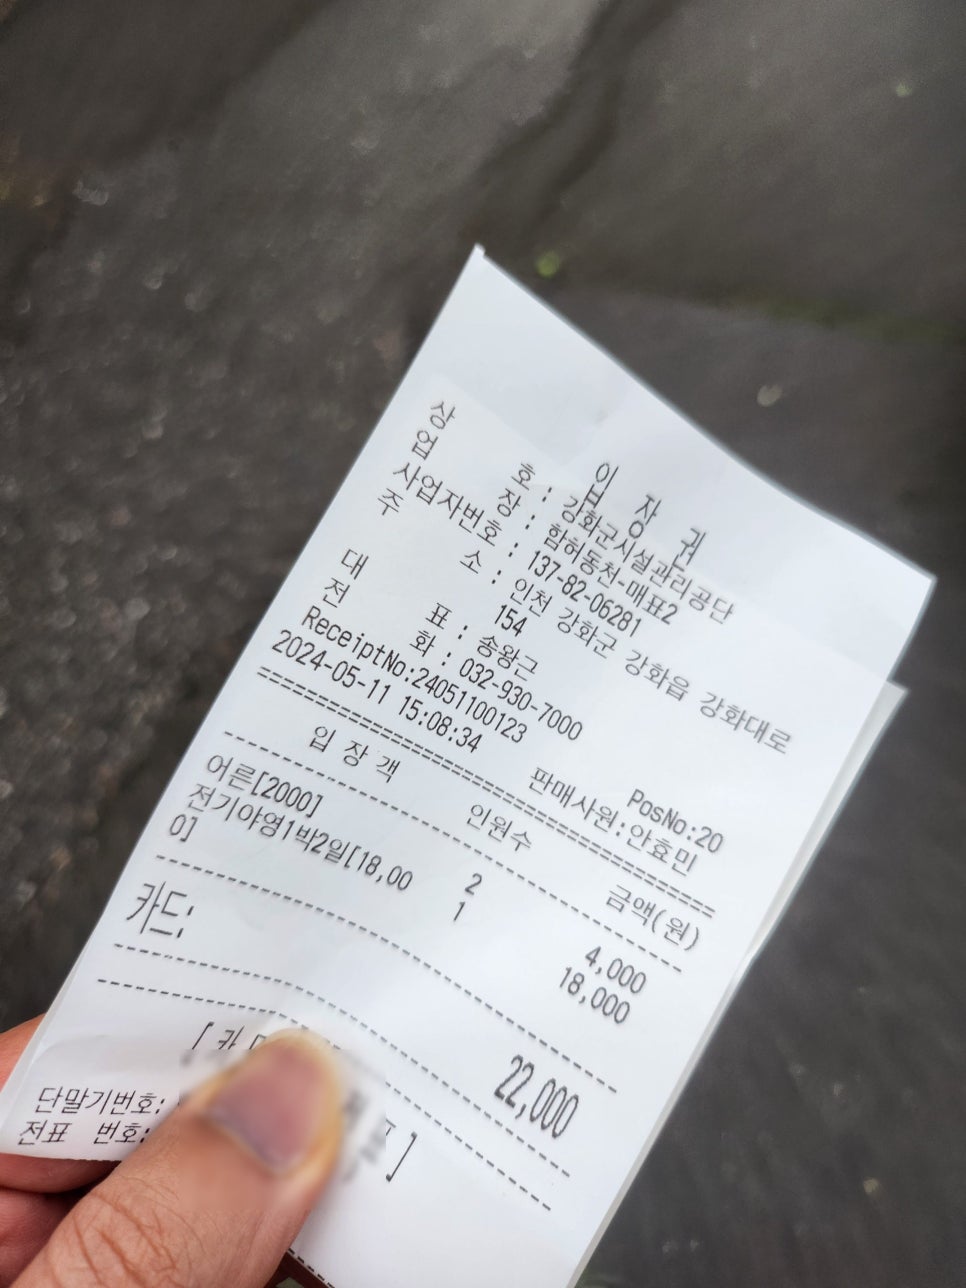 입 장 권
상 호 : 강화군시설관리공단
업 장 : 함허동천-매표2
사업자번호 : 137-82-06281
주 소 : 인천 강화군 강화읍 강화대로
154
대 표 : 송왕근
전 화 : 032-930-7000
ReceiptNo:24051100123 PosNo:20
2024-05-11 15:08:34 판매사원:안효민
입 장 객 인원수 금액(원)
어른[2000] 2 4,000
전기야영1박2일[18,00 1 18,000
0]
카드: 22,000
[ 카 ]
단말기번호:
전표 번호: